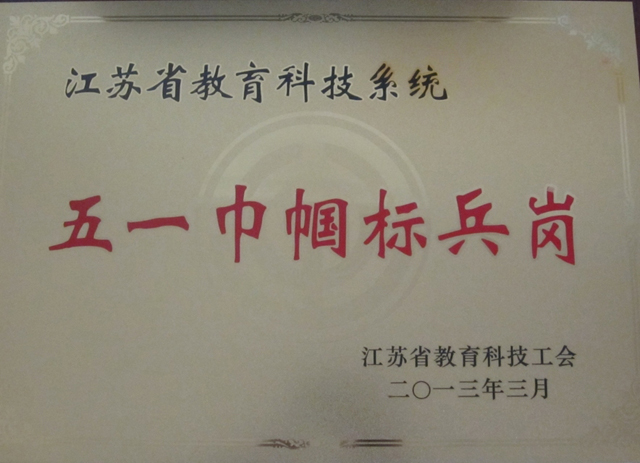 江苏省教育科技系统
五一巾帼标兵岗
江苏省教育科技工会
二〇一三年三月